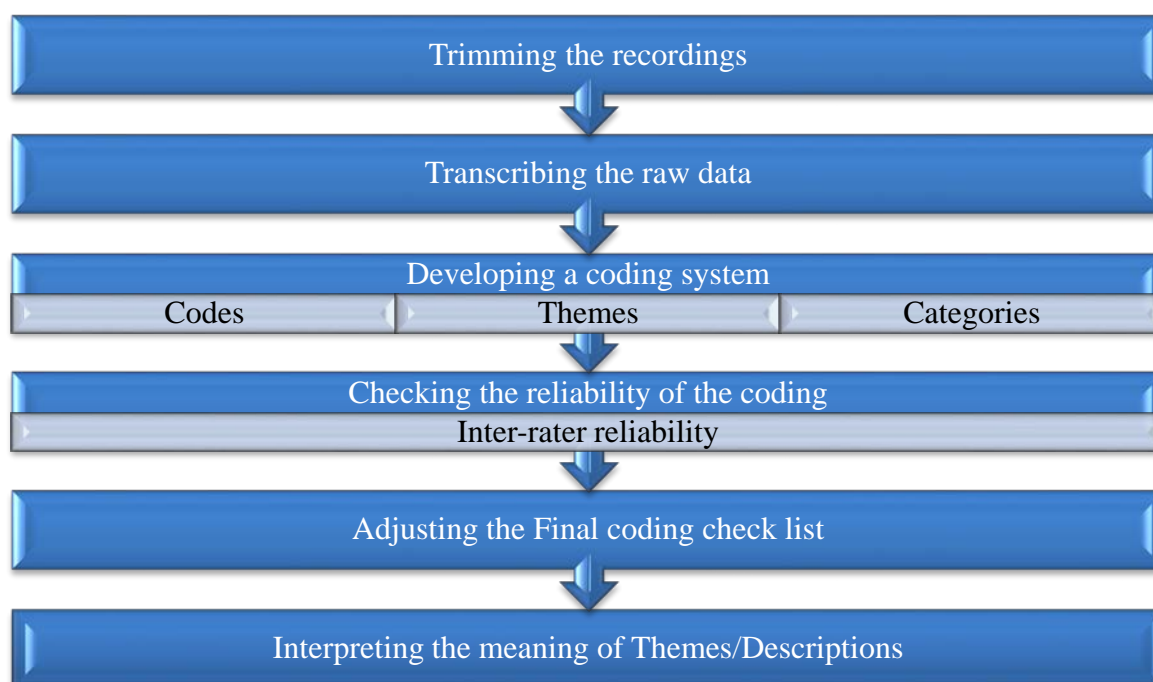 Trimming the recordings
Transcribing the raw data
Developing a coding system
Codes Themes Categories
Checking the reliability of the coding
Inter-rater reliability
Adjusting the Final coding check list
Interpreting the meaning of Themes/Descriptions